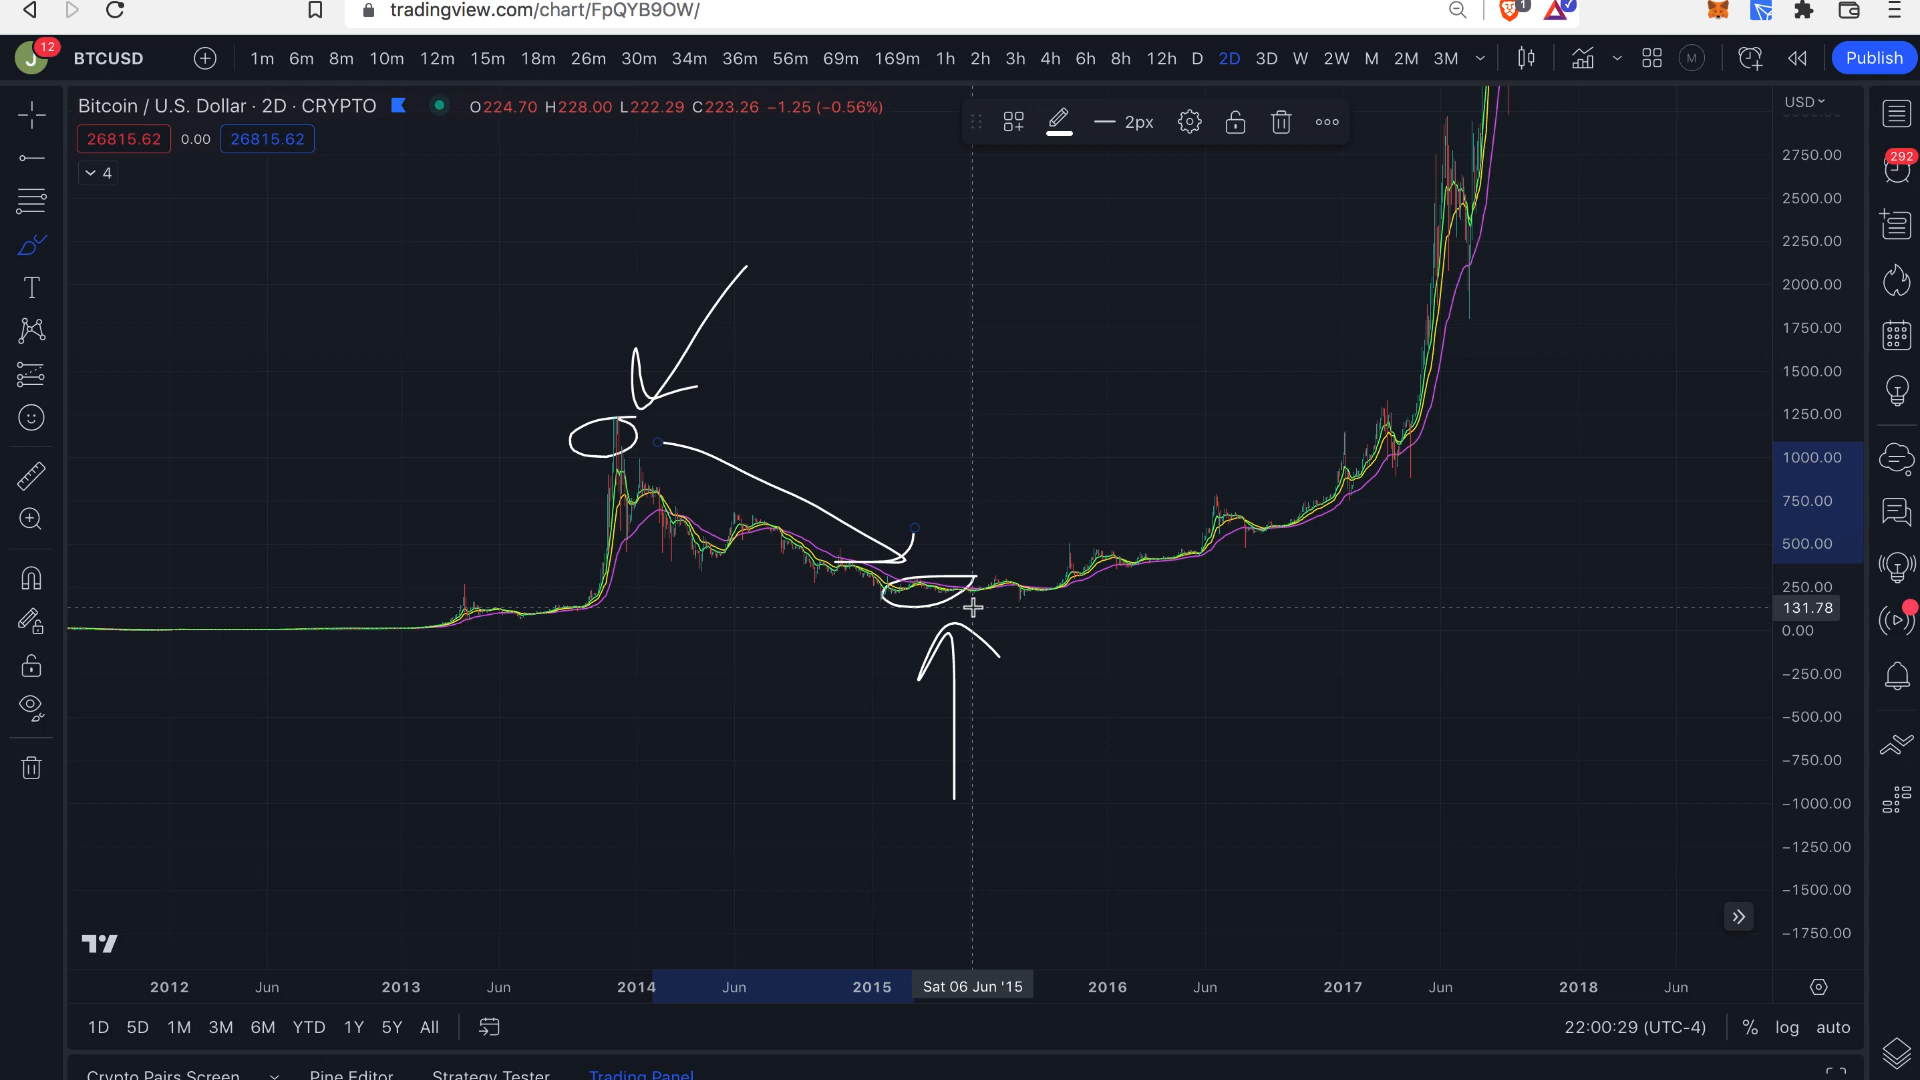 tradingview.com/chart/FpQYB9OW/
1
J
12
BTCUSD
1m 6m 8m 10m 12m 15m 18m 26m 30m 34m 36m 56m 69m 169m 1h 2h 3h 4h 6h 8h 12h D 2D 3D W 2W M 2M 3M
M
Publish
Bitcoin / U.S. Dollar · 2D · CRYPTO
O224.70 H228.00 L222.29 C223.26 −1.25 (−0.56%)
26815.62 0.00 26815.62
4
2px
USD
2750.00
2500.00
2250.00
2000.00
1750.00
1500.00
1250.00
1000.00
750.00
500.00
250.00
131.78
0.00
−250.00
−500.00
−750.00
−1000.00
−1250.00
−1500.00
−1750.00
292
T
2012 Jun 2013 Jun 2014 Jun 2015 Sat 06 Jun '15 2016 Jun 2017 Jun 2018 Jun
1D 5D 1M 3M 6M YTD 1Y 5Y All
22:00:29 (UTC-4) % log auto
Crypto Pairs Screen Pine Editor Strategy Tester Trading Panel